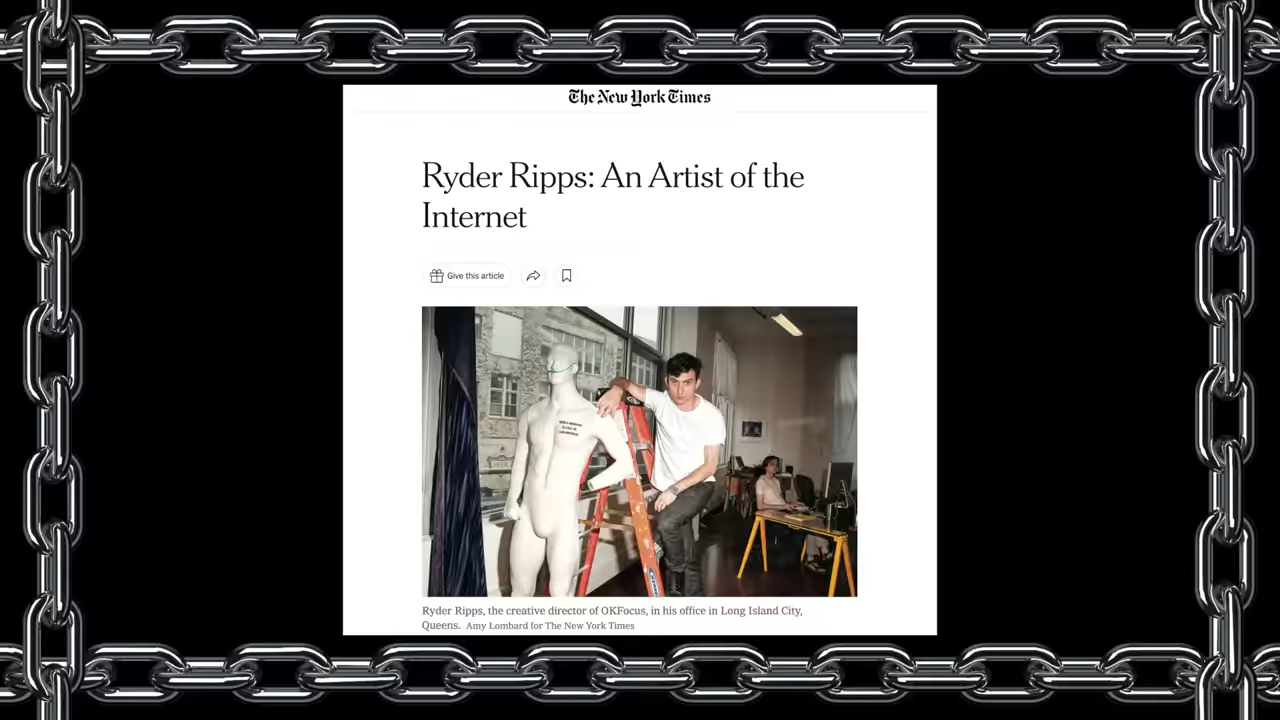 The New York Times
Ryder Ripps: An Artist of the
Internet
Give this article
Ryder Ripps, the creative director of OKFocus, in his office in Long Island City,
Queens. Amy Lombard for The New York Times